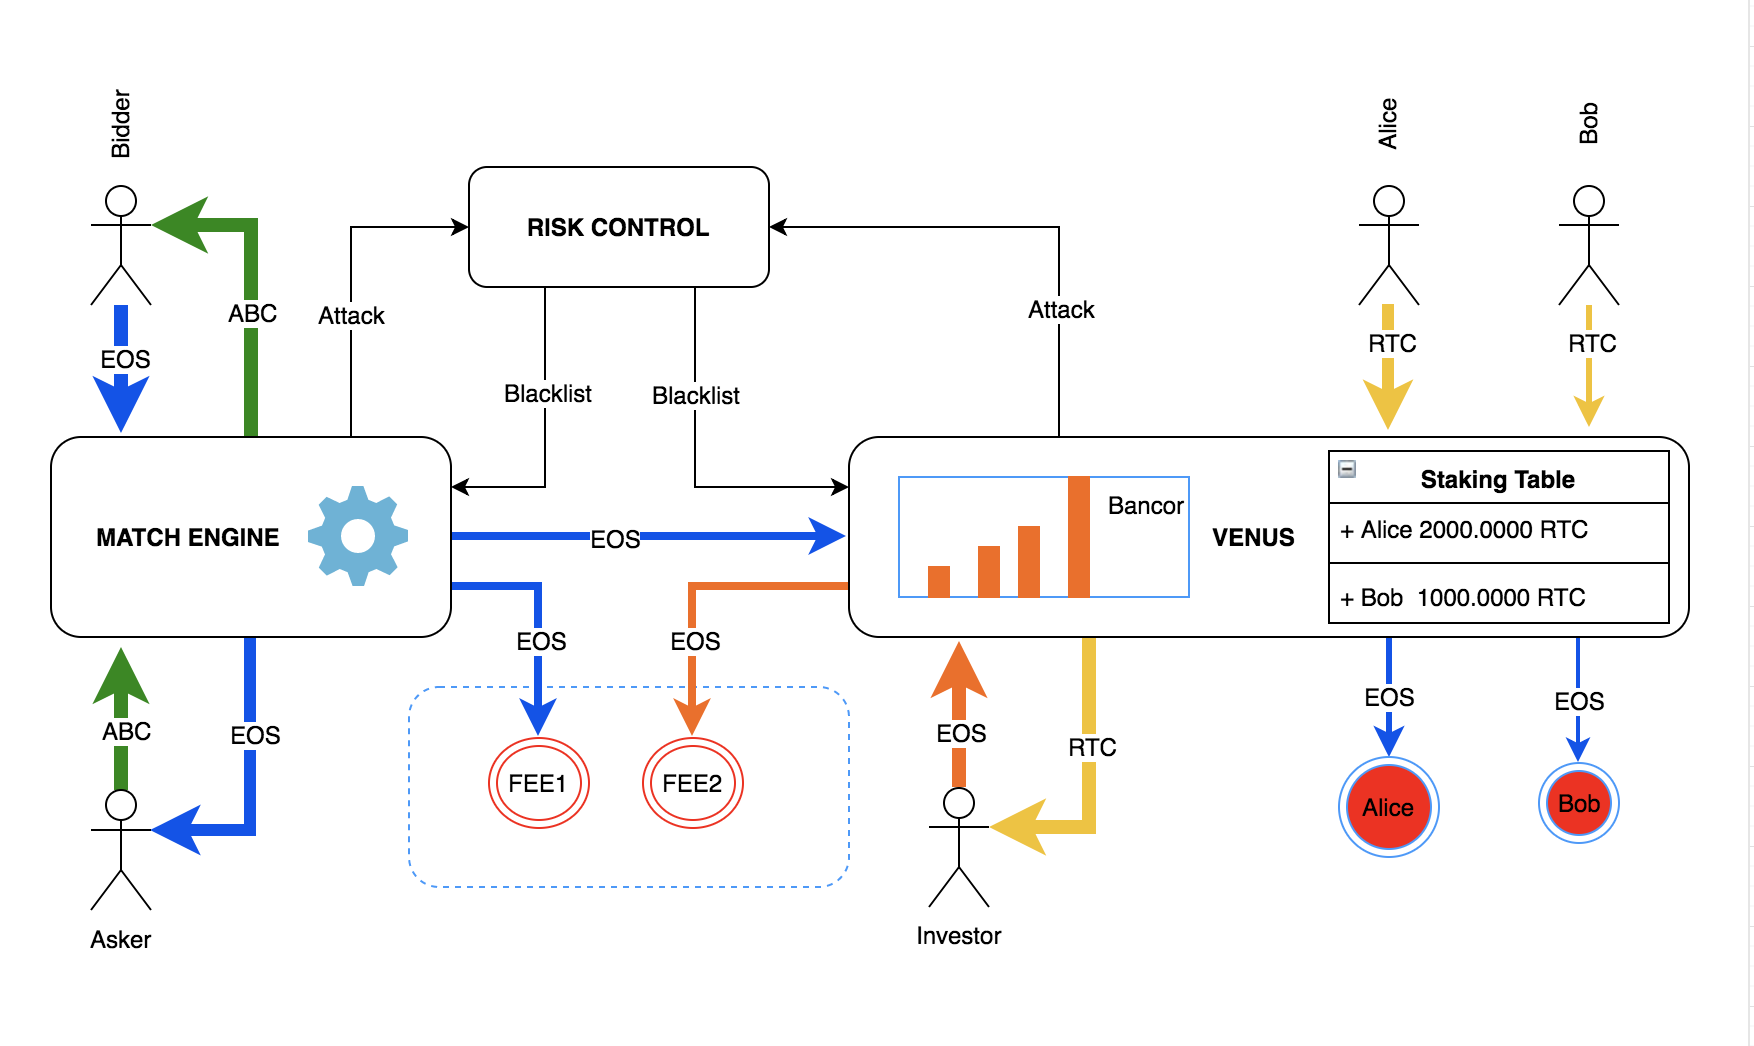 Bidder
Alice
Bob
RISK CONTROL
ABC
Attack
Attack
EOS
RTC
RTC
Blacklist
Blacklist
MATCH ENGINE
EOS
Bancor
VENUS
Staking Table
+ Alice 2000.0000 RTC
+ Bob  1000.0000 RTC
EOS
EOS
ABC
EOS
EOS
RTC
EOS
EOS
FEE1
FEE2
Alice
Bob
Asker
Investor